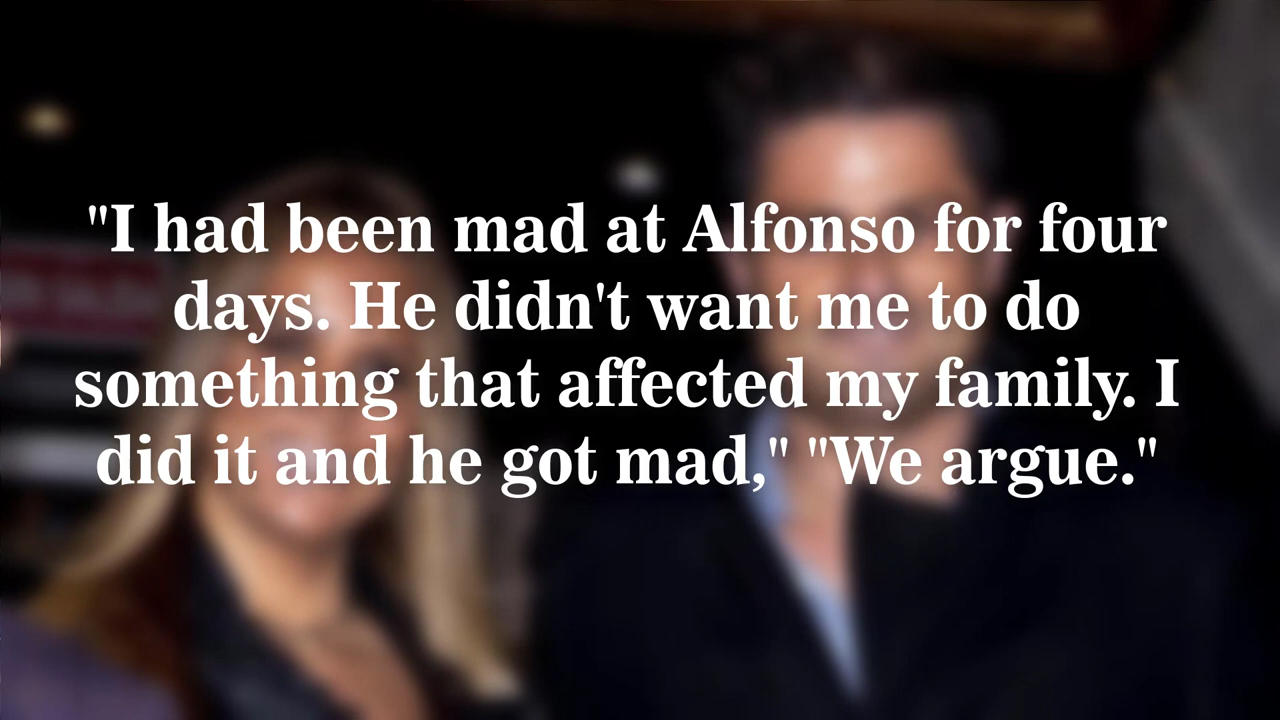 "I had been mad at Alfonso for four
days. He didn't want me to do
something that affected my family. I
did it and he got mad," "We argue."